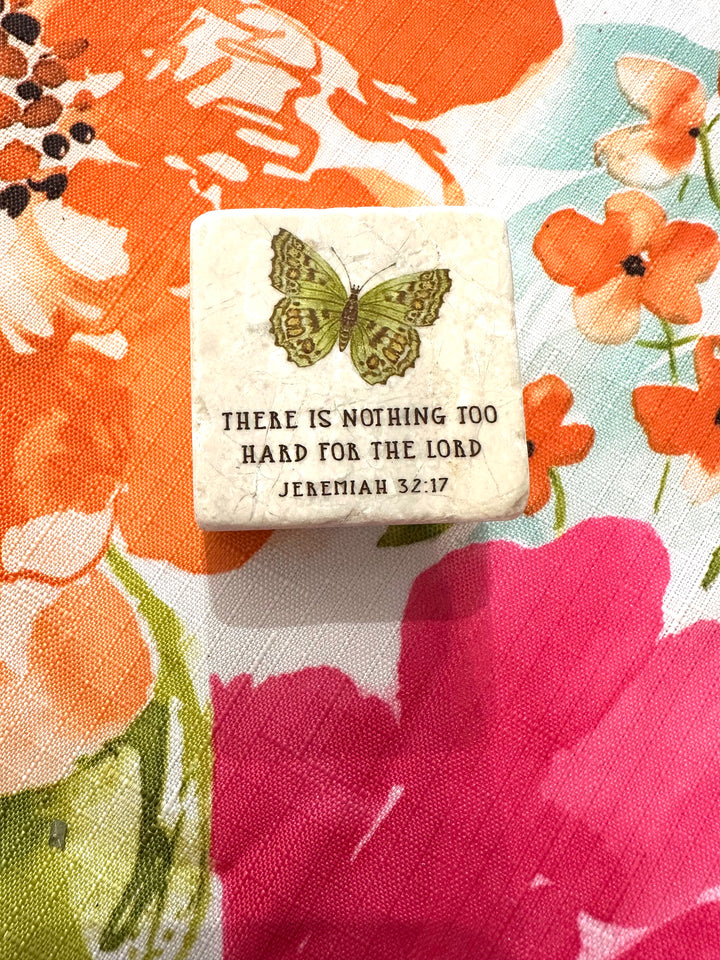 THERE IS NOTHING TOO
HARD FOR THE LORD
JEREMIAH 32:17